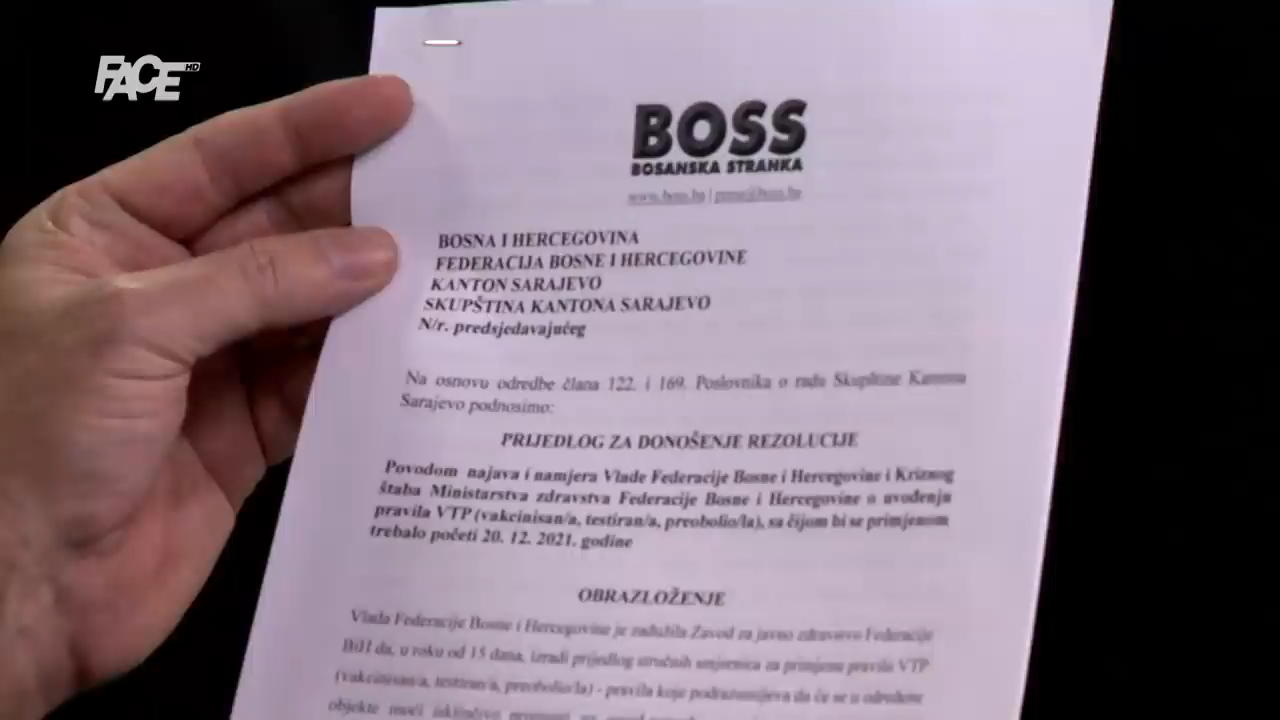 FACE HD
BOSS
BOSANSKA STRANKA
www.boss.ba |
BOSNA I HERCEGOVINA
FEDERACIJA BOSNE I HERCEGOVINE
KANTON SARAJEVO
SKUPŠTINA KANTONA SARAJEVO
N/r. predsjedavajućeg
Na osnovu odredbe člana 122. i 169. Poslovnika o radu Skupštine Kantona
Sarajevo podnosimo:
PRIJEDLOG ZA DONOŠENJE REZOLUCIJE
Povodom najava i namjera Vlade Federacije Bosne i Hercegovine i Kriznog
štaba Ministarstva zdravstva Federacije Bosne i Hercegovine o uvođenju
pravila VTP (vakcinisan/a, testiran/a, preobolio/la), sa čijom bi se primjenom
trebalo početi 20. 12. 2021. godine
OBRAZLOŽENJE
Vlada Federacije Bosne i Hercegovine je zadužila Zavod za javno zdravstvo Federacije
BiH da, u roku od 15 dana, izradi prijedlog stručnih smjernica za primjenu pravila VTP
(vakcinisan/a, testiran/a, preobolio/la) - pravila koje podrazumijeva da će se u određene
objekte moći isključivo